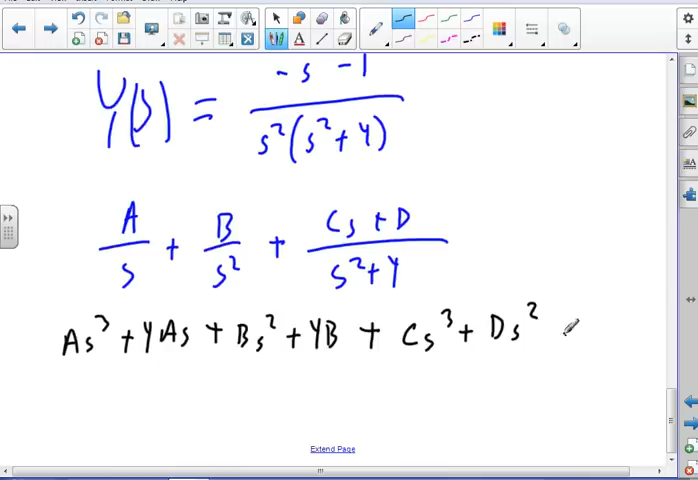 - s - 1
Y(s) = ———
s²(s²+4)
A/s + B/s² + (Cs + D)/(s²+4)
As³ + 4As + Bs² + 4B + Cs³ + Ds²
Extend Page